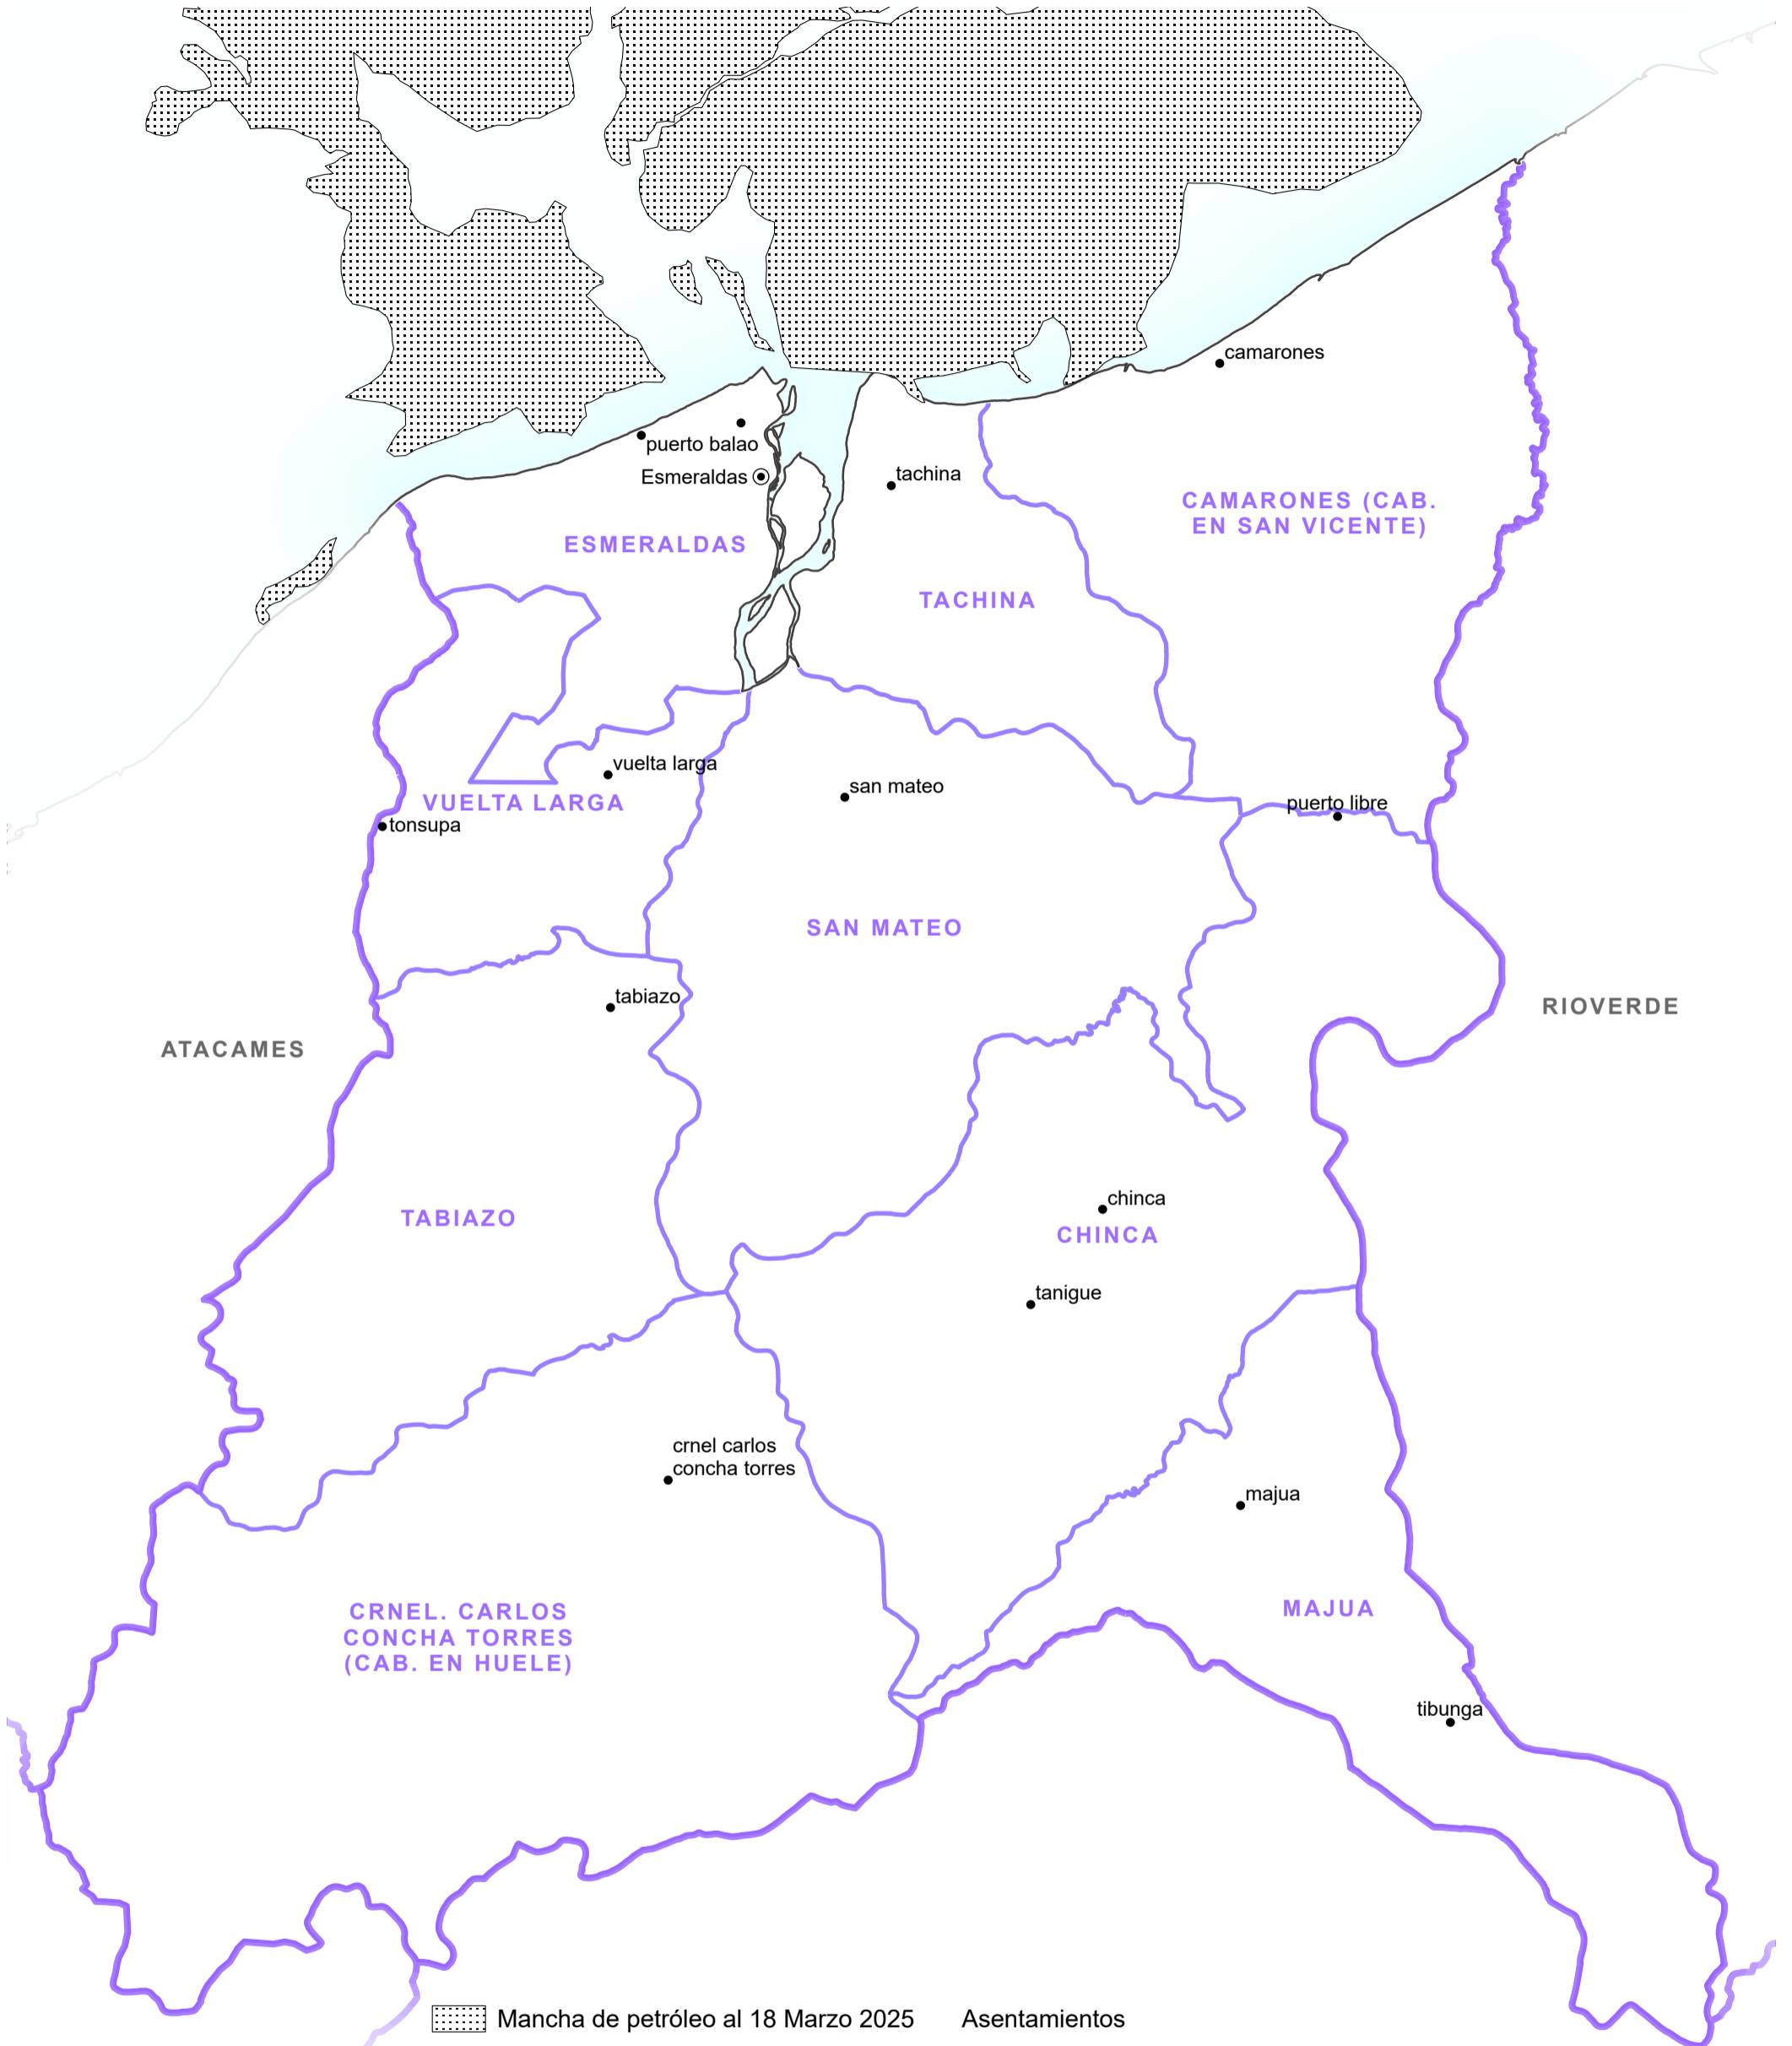 camarones
puerto balao
Esmeraldas
tachina
CAMARONES (CAB.
EN SAN VICENTE)
ESMERALDAS
TACHINA
vuelta larga
san mateo
VUELTA LARGA
puerto libre
tonsupa
SAN MATEO
tabiazo
RIOVERDE
ATACAMES
chinca
TABIAZO
CHINCA
tanigue
crnel carlos
concha torres
majua
CRNEL. CARLOS
CONCHA TORRES
(CAB. EN HUELE)
MAJUA
tibunga
Mancha de petróleo al 18 Marzo 2025
Asentamientos